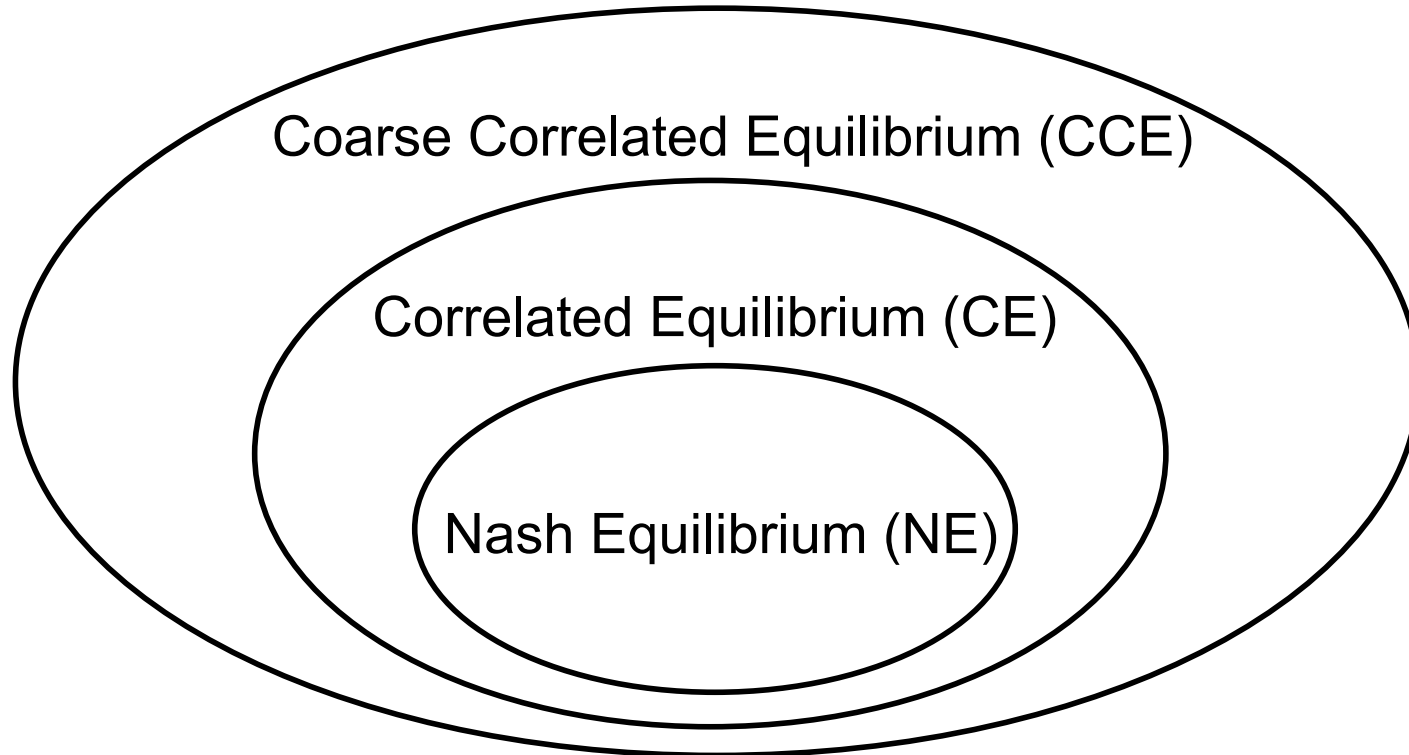 Coarse Correlated Equilibrium (CCE)
Correlated Equilibrium (CE)
Nash Equilibrium (NE)